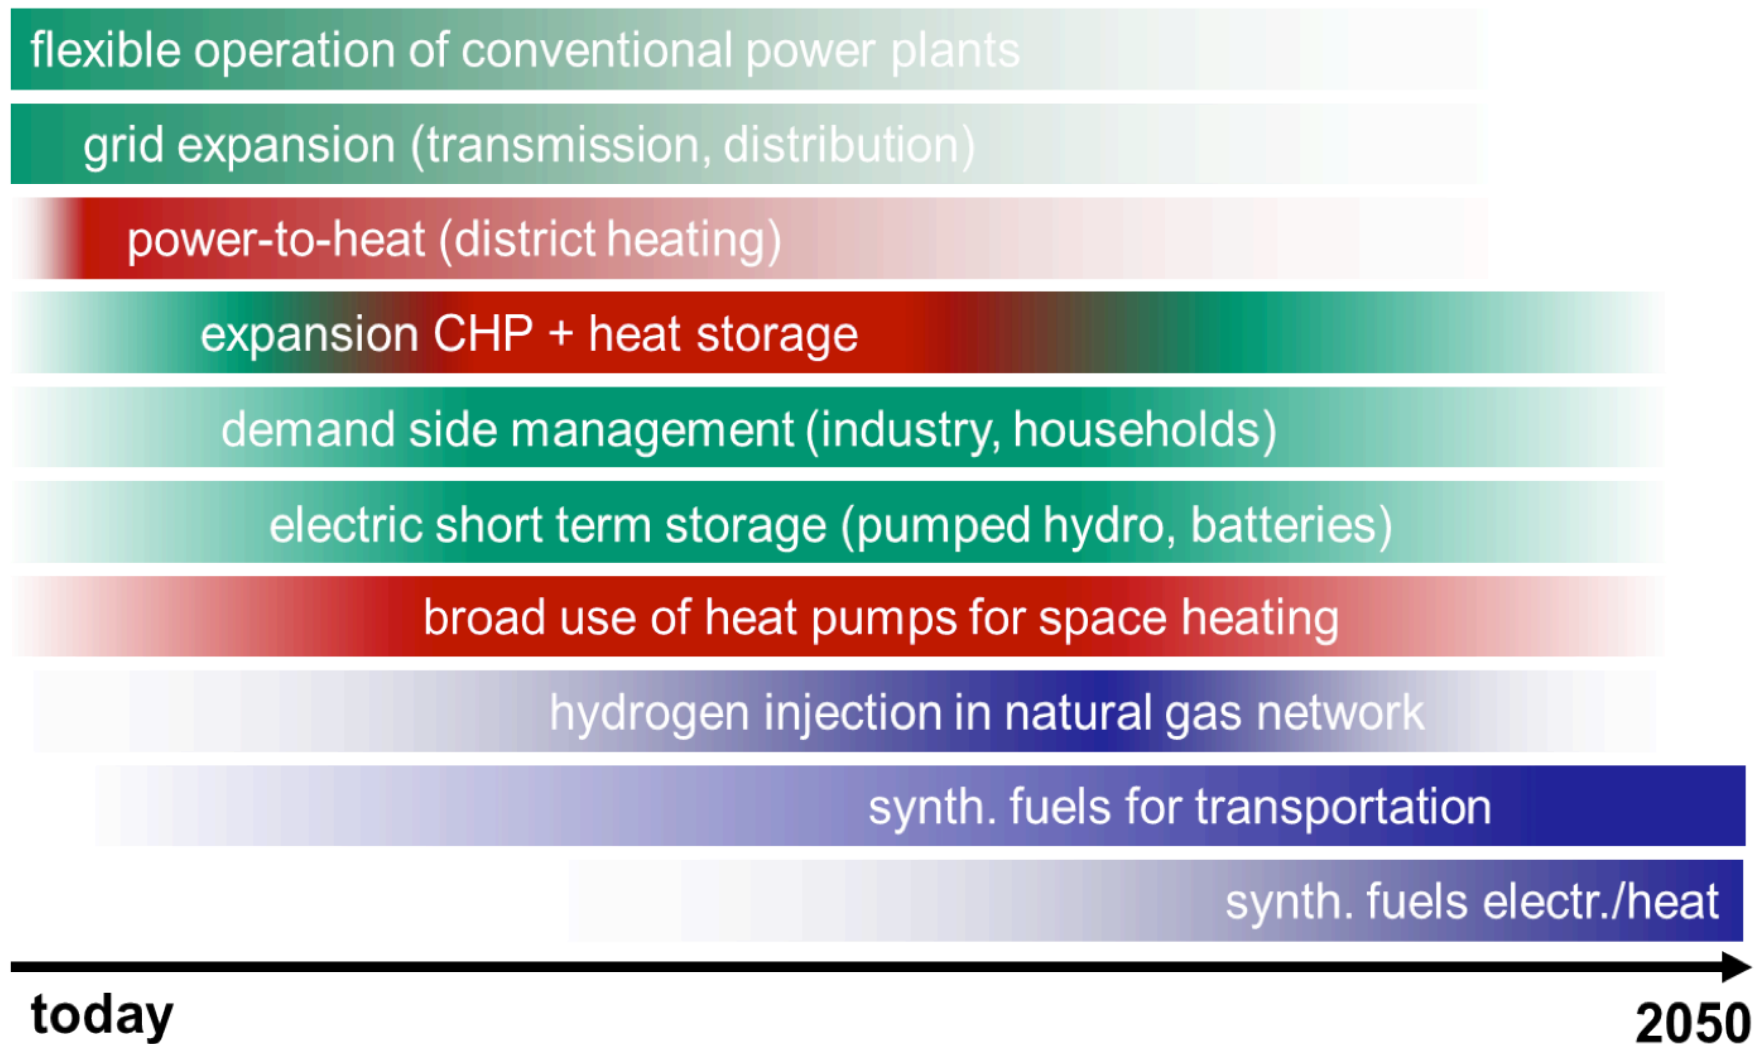 flexible operation of conventional power plants
grid expansion (transmission, distribution)
power-to-heat (district heating)
expansion CHP + heat storage
demand side management (industry, households)
electric short term storage (pumped hydro, batteries)
broad use of heat pumps for space heating
hydrogen injection in natural gas network
synth. fuels for transportation
synth. fuels electr./heat
today
2050